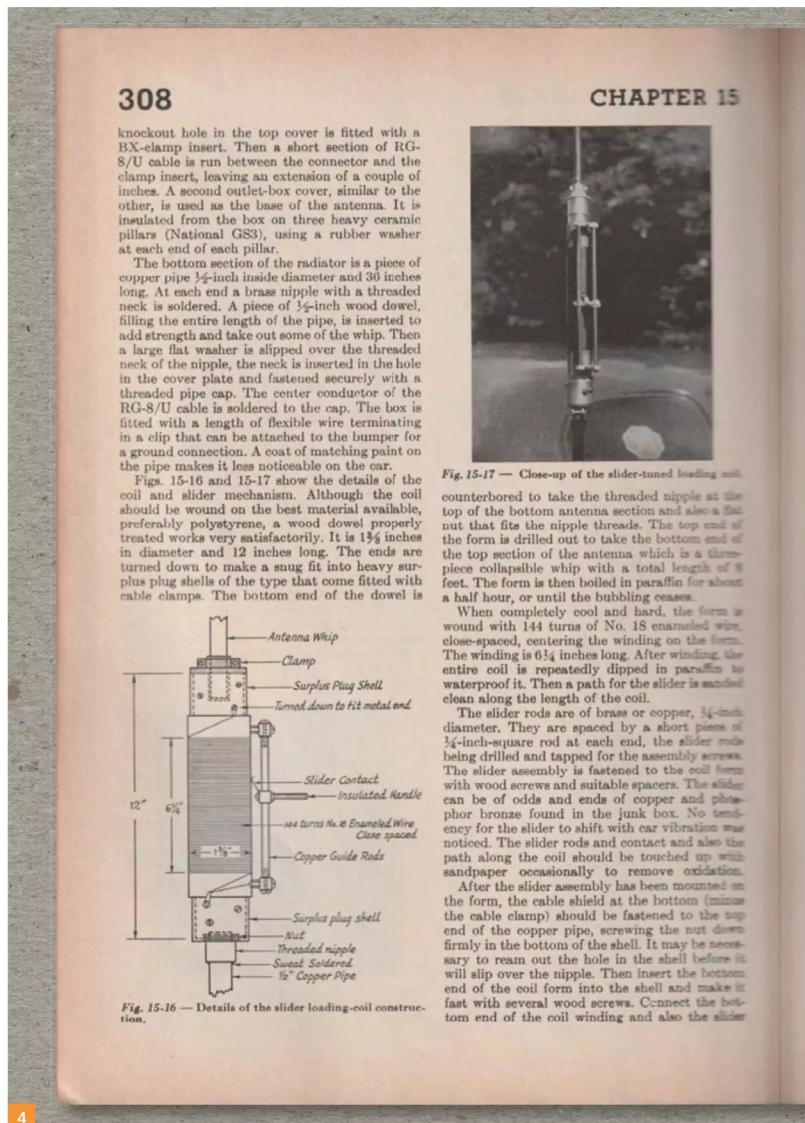 308
CHAPTER 15
knockout hole in the top cover is fitted with a
BX-clamp insert. Then a short section of RG-
8/U cable is run between the connector and the
clamp insert, leaving an extension of a couple of
inches. A second outlet-box cover, similar to the
other, is used as the base of the antenna. It is
insulated from the box on three heavy ceramic
pillars (National GS3), using a rubber washer
at each end of each pillar.
The bottom section of the radiator is a piece of
copper pipe ½-inch inside diameter and 36 inches
long. At each end a brass nipple with a threaded
neck is soldered. A piece of ½-inch wood dowel,
filling the entire length of the pipe, is inserted to
add strength and take out some of the whip. Then
a large flat washer is slipped over the threaded
neck of the nipple, the neck is inserted in the hole
in the cover plate and fastened securely with a
threaded pipe cap. The center conductor of the
RG-8/U cable is soldered to the cap. The box is
fitted with a length of flexible wire terminating
in a clip that can be attached to the bumper for
a ground connection. A coat of matching paint on
the pipe makes it less noticeable on the car.
Figs. 15-16 and 15-17 show the details of the
coil and slider mechanism. Although the coil
should be wound on the best material available,
preferably polystyrene, a wood dowel properly
treated works very satisfactorily. It is 1⅜ inches
in diameter and 12 inches long. The ends are
turned down to make a snug fit into heavy sur-
plus plug shells of the type that come fitted with
cable clamps. The bottom end of the dowel is
Antenna Whip
Clamp
Surplus Plug Shell
Turned down to fit metal end
Slider Contact
Insulated Handle
12"
6¼"
144 turns No. 18 Enameled Wire
Close spaced
1⅜"
Copper Guide Rods
Surplus plug shell
Nut
Threaded nipple
Sweat Soldered
½" Copper Pipe
Fig. 15-16 — Details of the slider loading-coil construc-
tion.
Fig. 15-17 — Close-up of the slider-tuned loading coil.
counterbored to take the threaded nipple at the
top of the bottom antenna section and also a flat
nut that fits the nipple threads. The top end of
the form is drilled out to take the bottom end of
the top section of the antenna which is a three-
piece collapsible whip with a total length of
feet. The form is then boiled in paraffin for about
a half hour, or until the bubbling ceases.
When completely cool and hard, the form is
wound with 144 turns of No. 18 enameled wire,
close-spaced, centering the winding on the form.
The winding is 6¼ inches long. After winding, the
entire coil is repeatedly dipped in paraffin to
waterproof it. Then a path for the slider is sanded
clean along the length of the coil.
The slider rods are of brass or copper, ¼-inch
diameter. They are spaced by a short piece of
¼-inch-square rod at each end, the slider rods
being drilled and tapped for the assembly screws.
The slider assembly is fastened to the coil form
with wood screws and suitable spacers. The slider
can be of odds and ends of copper and phos-
phor bronze found in the junk box. No tend-
ency for the slider to shift with car vibration was
noticed. The slider rods and contact and also the
path along the coil should be touched up with
sandpaper occasionally to remove oxidation.
After the slider assembly has been mounted on
the form, the cable shield at the bottom (minus
the cable clamp) should be fastened to the top
end of the copper pipe, screwing the nut down
firmly in the bottom of the shell. It may be neces-
sary to ream out the hole in the shell before it
will slip over the nipple. Then insert the bottom
end of the coil form into the shell and make it
fast with several wood screws. Connect the bot-
tom end of the coil winding and also the slider
4